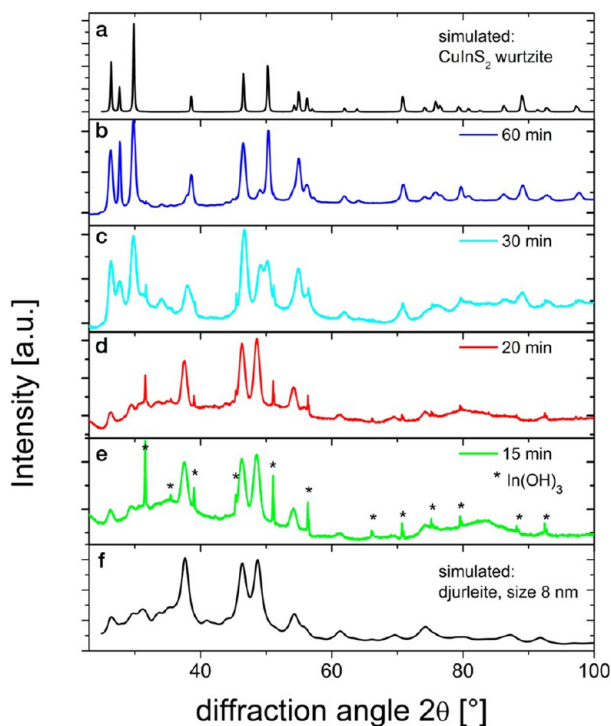 a
simulated:
CuInS₂ wurtzite
b
60 min
c
30 min
d
20 min
e
15 min
* In(OH)₃
* * * * * * * * * * * *
f
simulated:
djurleite, size 8 nm
Intensity [a.u.]
40 60 80 100
diffraction angle 2θ [°]